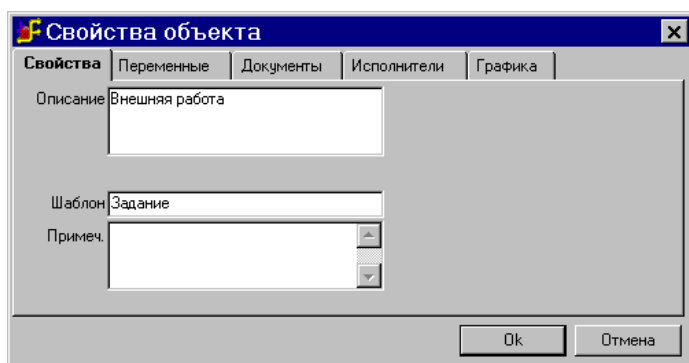 Свойства объекта
Свойства Переменные Документы Исполнители Графика
Описание Внешняя работа
Шаблон Задание
Примеч.
Ok Отмена